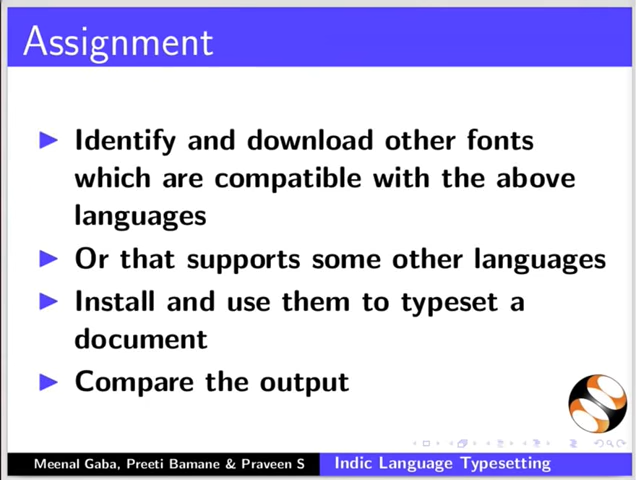 Assignment
Identify and download other fonts
which are compatible with the above
languages
Or that supports some other languages
Install and use them to typeset a
document
Compare the output
Meenal Gaba, Preeti Bamane & Praveen S
Indic Language Typesetting